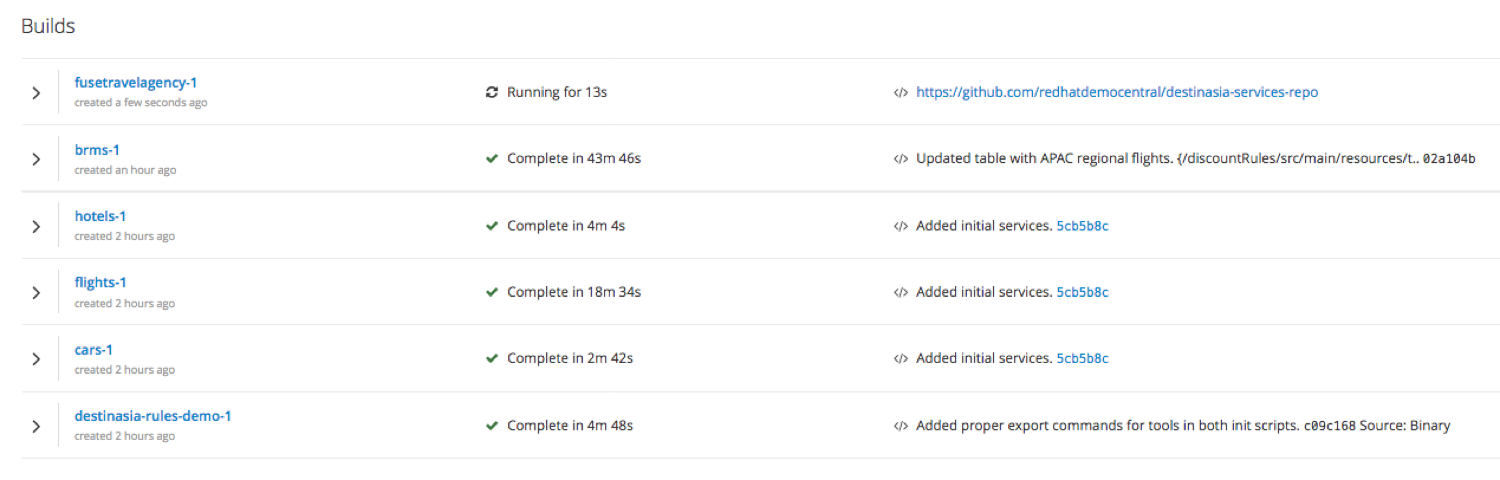 Builds
fusetravelagency-1
created a few seconds ago
Running for 13s
</> https://github.com/redhatdemocentral/destinasia-services-repo
brms-1
created an hour ago
Complete in 43m 46s
</> Updated table with APAC regional flights. {/discountRules/src/main/resources/t.. 02a104b
hotels-1
created 2 hours ago
Complete in 4m 4s
</> Added initial services. 5cb5b8c
flights-1
created 2 hours ago
Complete in 18m 34s
</> Added initial services. 5cb5b8c
cars-1
created 2 hours ago
Complete in 2m 42s
</> Added initial services. 5cb5b8c
destinasia-rules-demo-1
created 2 hours ago
Complete in 4m 48s
</> Added proper export commands for tools in both init scripts. c09c168 Source: Binary